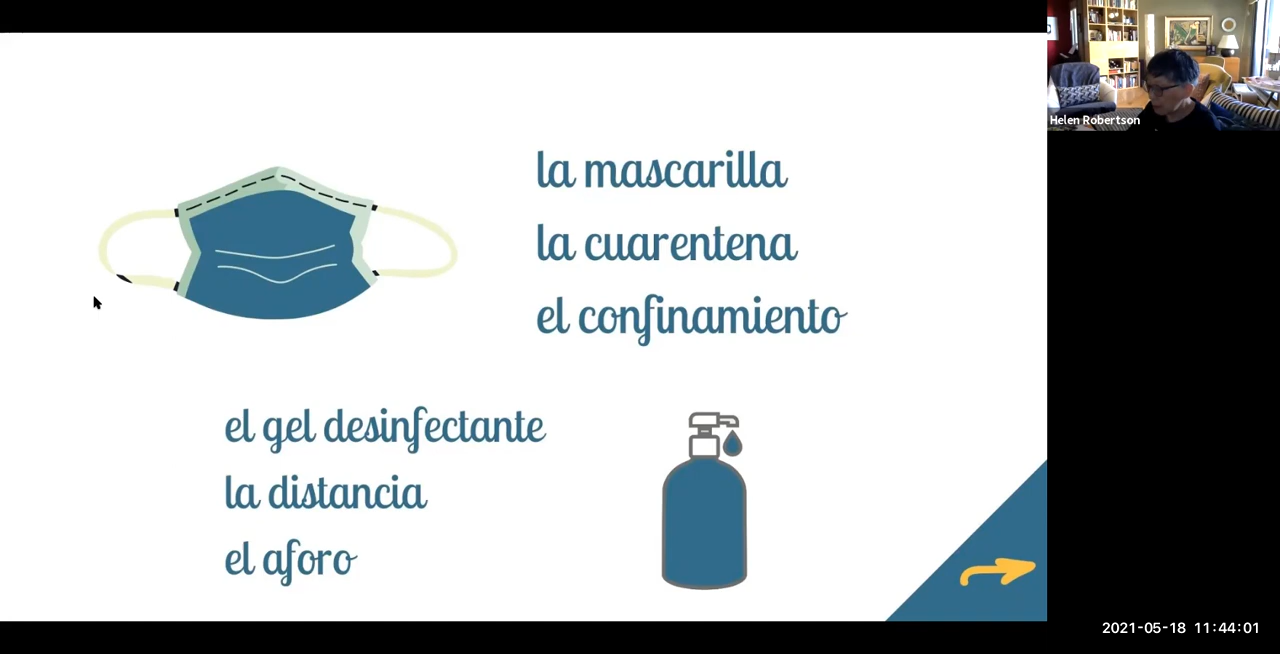 Helen Robertson
la mascarilla
la cuarentena
el confinamiento
el gel desinfectante
la distancia
el aforo
2021-05-18 11:44:01